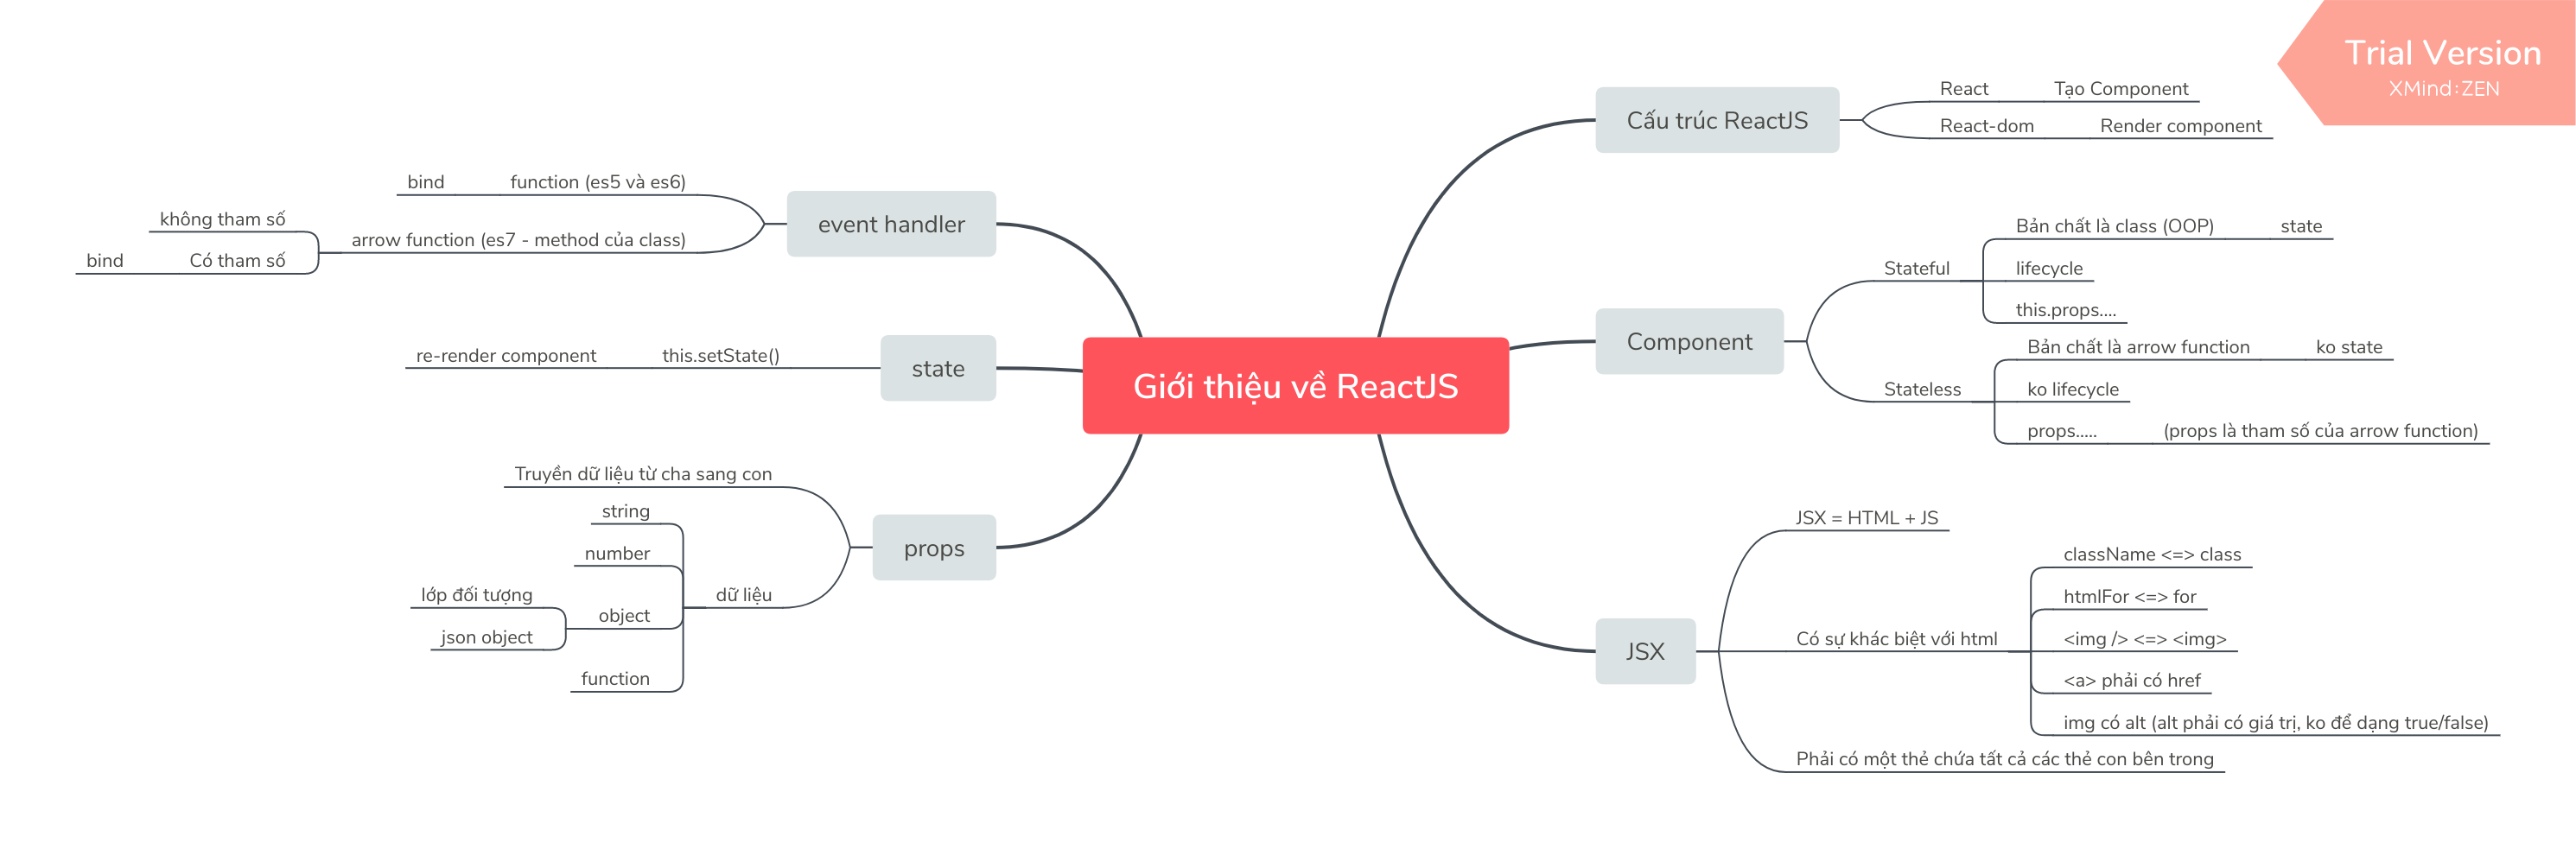 Trial Version
XMind:ZEN
Giới thiệu về ReactJS
Cấu trúc ReactJS
React
Tạo Component
React-dom
Render component
Component
Stateful
Bản chất là class (OOP)
state
lifecycle
this.props....
Stateless
Bản chất là arrow function
ko state
ko lifecycle
props.....
(props là tham số của arrow function)
JSX
JSX = HTML + JS
Có sự khác biệt với html
className <=> class
htmlFor <=> for
<img /> <=> <img>
<a> phải có href
img có alt (alt phải có giá trị, ko để dạng true/false)
Phải có một thẻ chứa tất cả các thẻ con bên trong
event handler
function (es5 và es6)
bind
arrow function (es7 - method của class)
không tham số
Có tham số
bind
state
this.setState()
re-render component
props
Truyền dữ liệu từ cha sang con
dữ liệu
string
number
object
lớp đối tượng
json object
function